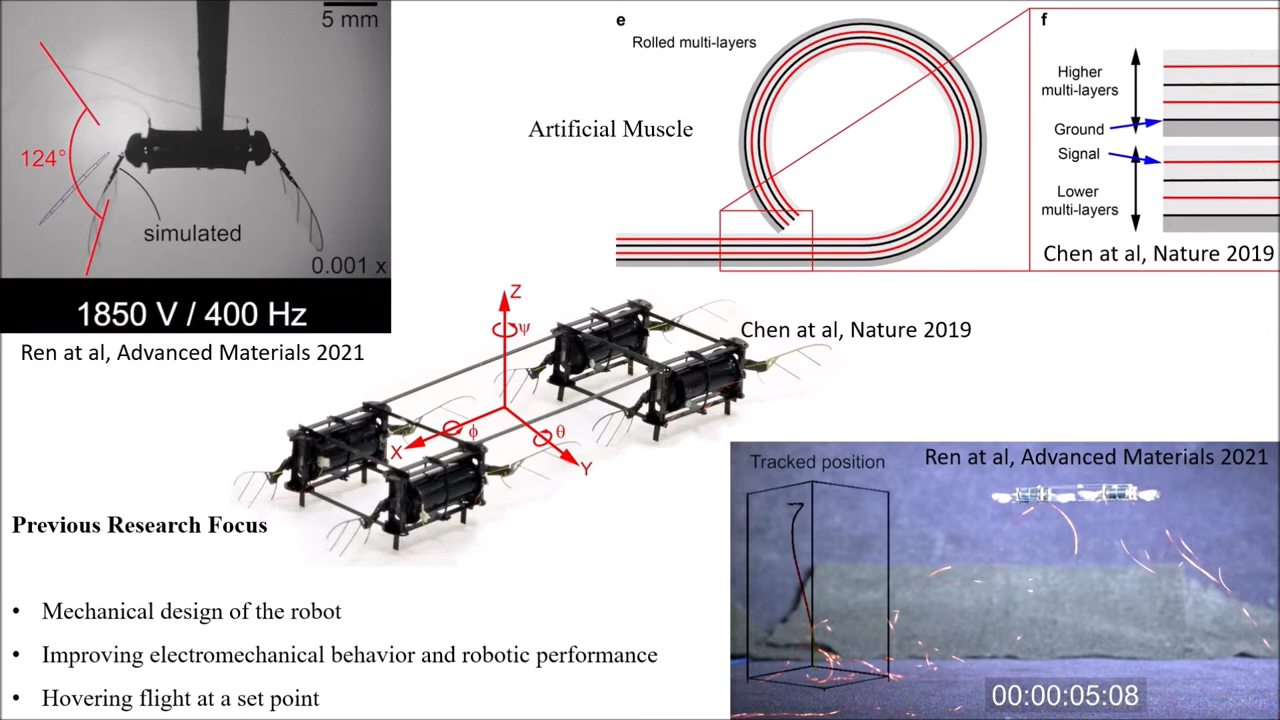 5 mm
124°
simulated
0.001 x
1850 V / 400 Hz
Ren at al, Advanced Materials 2021
e
Rolled multi-layers
Artificial Muscle
f
Higher
multi-layers
Ground
Signal
Lower
multi-layers
Chen at al, Nature 2019
Z
ψ
Chen at al, Nature 2019
X
ϕ
θ
Y
Previous Research Focus
• Mechanical design of the robot
• Improving electromechanical behavior and robotic performance
• Hovering flight at a set point
Tracked position
Ren at al, Advanced Materials 2021
00:00:05:08